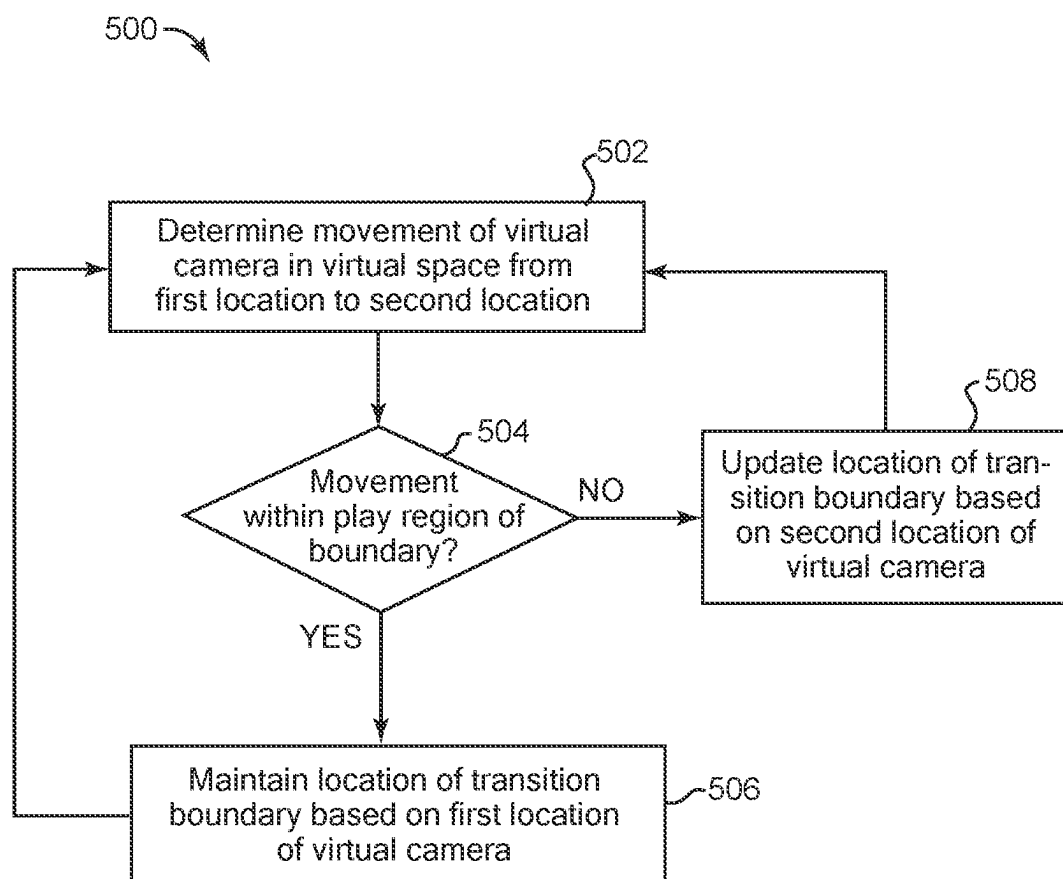 500
502
Determine movement of virtual
camera in virtual space from
first location to second location
504
Movement
within play region of
boundary?
NO
508
Update location of tran-
sition boundary based
on second location of
virtual camera
YES
Maintain location of transition
boundary based on first location
of virtual camera
506